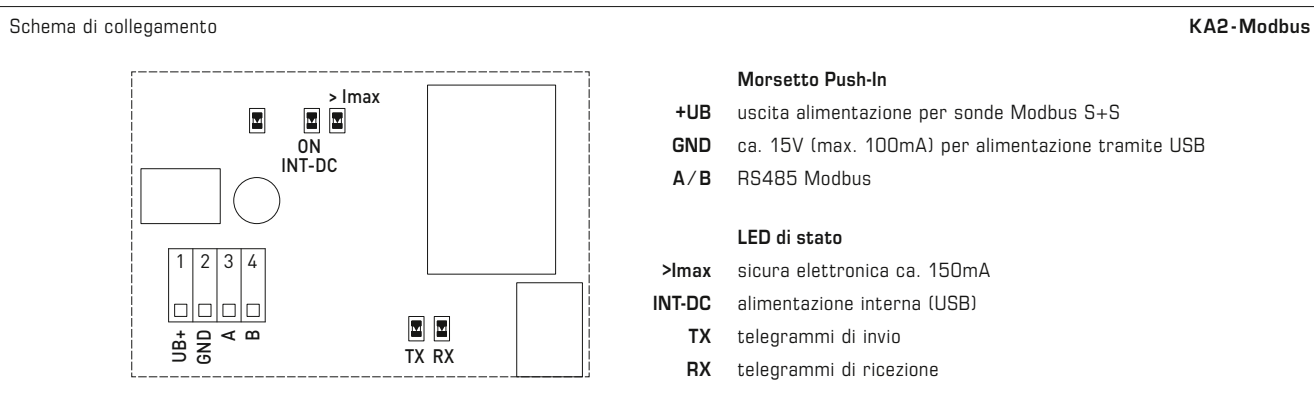 Schema di collegamento
KA2-Modbus
> Imax
ON
INT-DC
1 2 3 4
UB+
GND
A
B
TX RX
Morsetto Push-In
+UB uscita alimentazione per sonde Modbus S+S
GND ca. 15V (max. 100mA) per alimentazione tramite USB
A/B RS485 Modbus
LED di stato
>Imax sicura elettronica ca. 150mA
INT-DC alimentazione interna (USB)
TX telegrammi di invio
RX telegrammi di ricezione